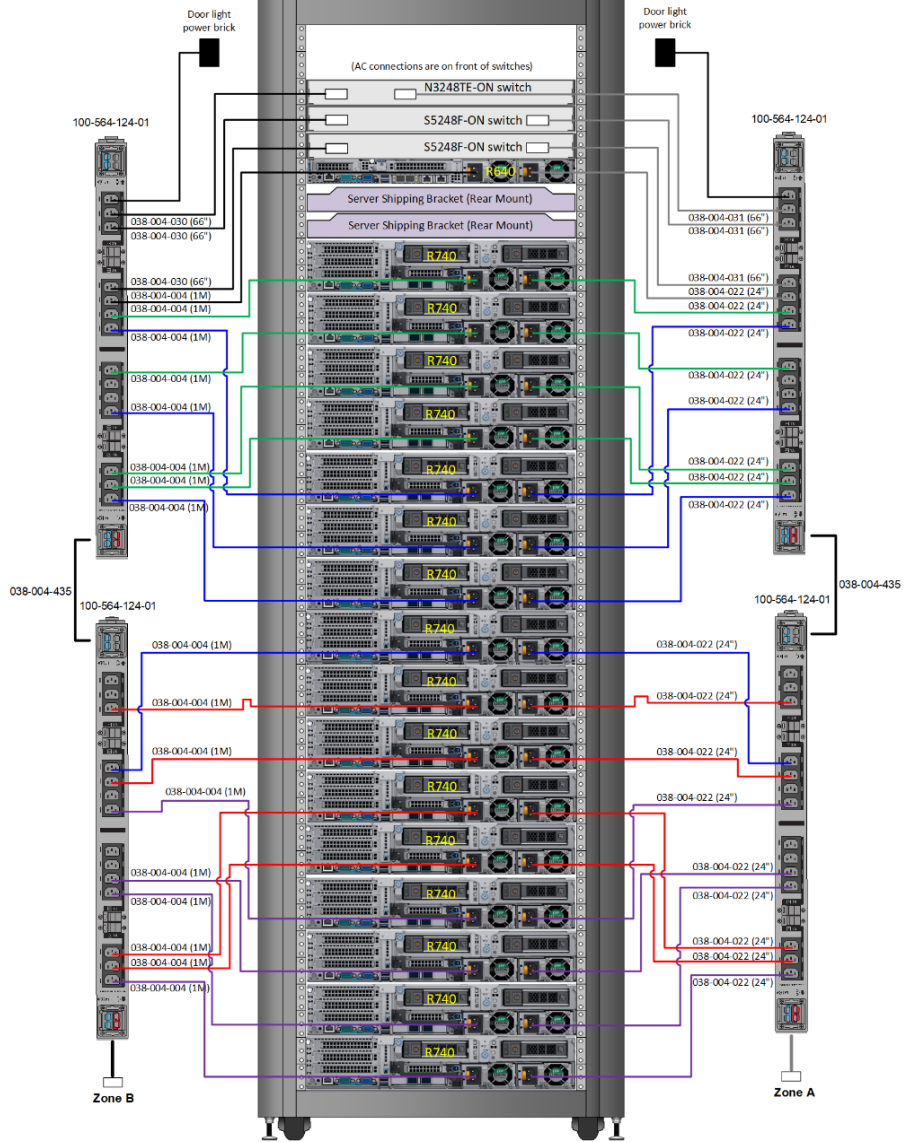 Door light
power brick
Door light
power brick
(AC connections are on front of switches)
N3248TE-ON switch
100-564-124-01
S5248F-ON switch
100-564-124-01
S5248F-ON switch
R640
Server Shipping Bracket (Rear Mount)
038-004-030 (66")
038-004-031 (66")
038-004-030 (66")
Server Shipping Bracket (Rear Mount)
038-004-031 (66")
R740
038-004-030 (66")
038-004-031 (66")
038-004-004 (1M)
038-004-022 (24")
038-004-004 (1M)
R740
038-004-022 (24")
038-004-004 (1M)
038-004-022 (24")
R740
038-004-004 (1M)
038-004-022 (24")
038-004-004 (1M)
R740
038-004-022 (24")
038-004-004 (1M)
R740
038-004-022 (24")
038-004-004 (1M)
038-004-022 (24")
038-004-004 (1M)
038-004-022 (24")
R740
R740
038-004-435
038-004-435
100-564-124-01
100-564-124-01
R740
038-004-004 (1M)
038-004-022 (24")
R740
038-004-004 (1M)
038-004-022 (24")
R740
038-004-004 (1M)
038-004-022 (24")
R740
038-004-004 (1M)
038-004-022 (24")
R740
038-004-004 (1M)
038-004-022 (24")
R740
038-004-004 (1M)
038-004-022 (24")
038-004-004 (1M)
R740
038-004-022 (24")
038-004-004 (1M)
038-004-022 (24")
038-004-004 (1M)
038-004-022 (24")
R740
R740
Zone B
Zone A